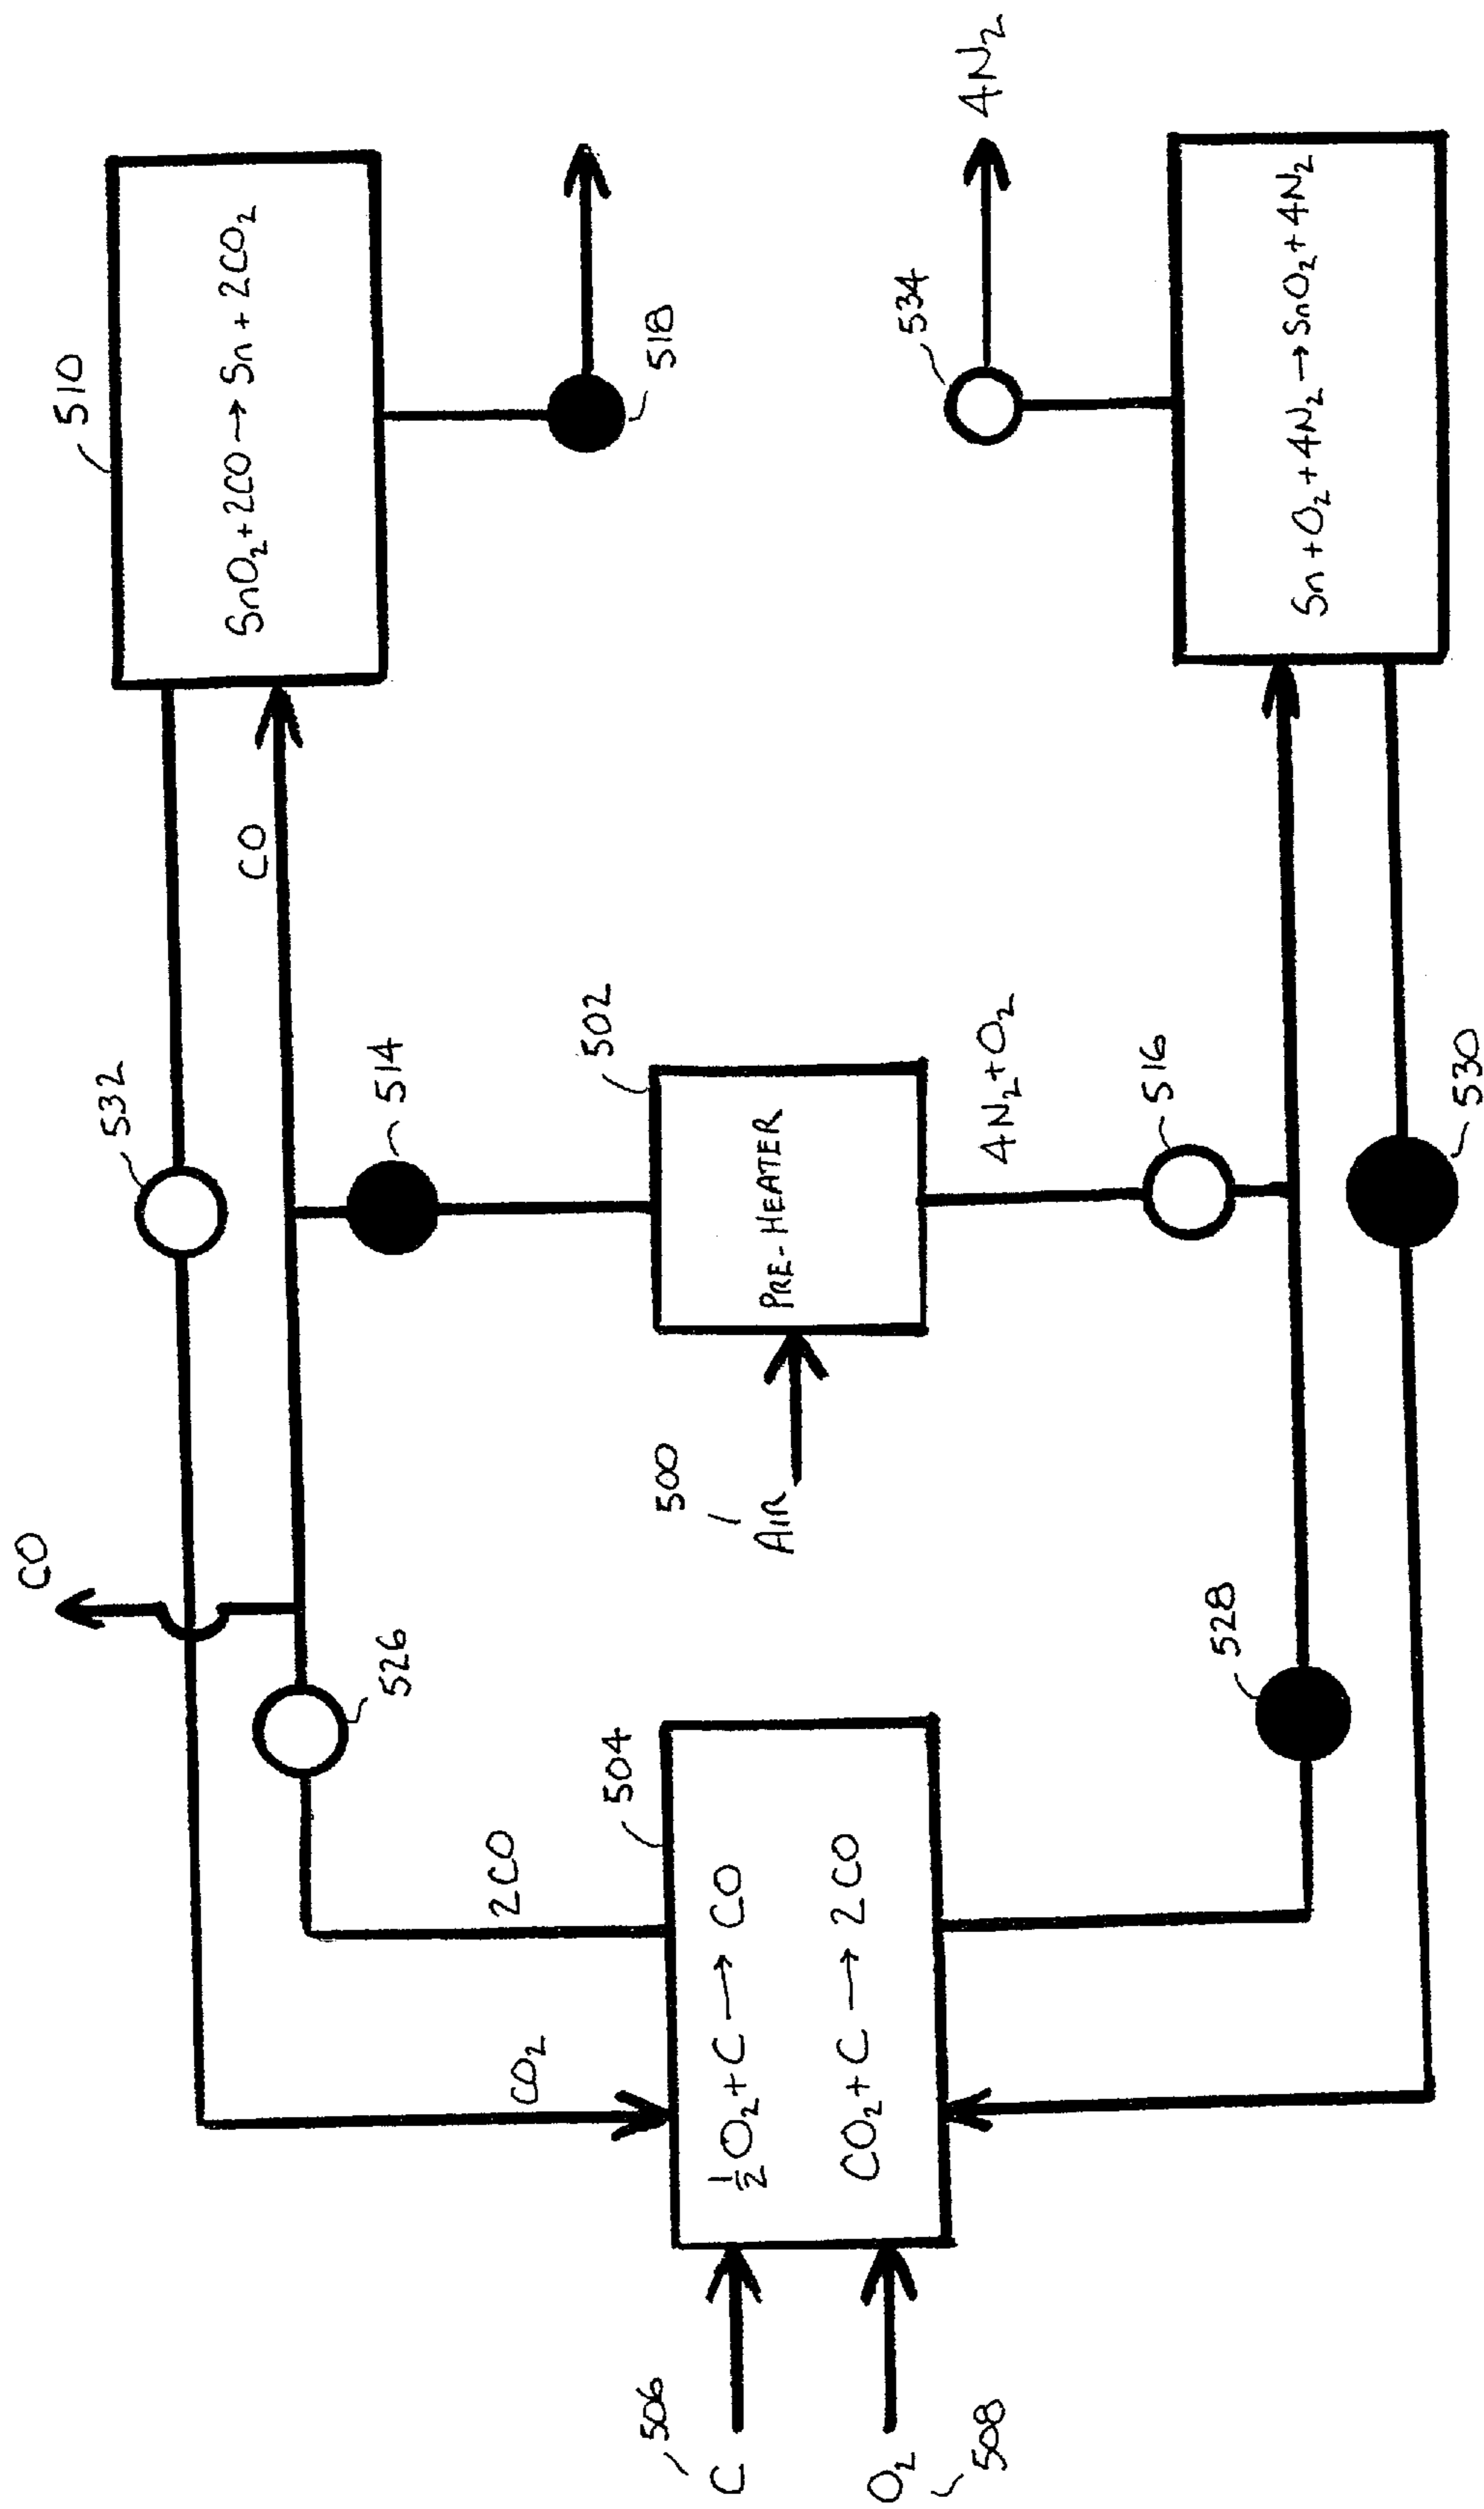 510
SnO₂+2CO→Sn+2CO₂
532
CO
CO
526
514
518
2CO
CO₂
504
½O₂+C→CO
CO₂+C→2CO
506
C
O₂
508
500
AIR
502
PRE-HEATER
4N₂+O₂
516
534
4N₂
528
Sn+O₂+4N₂→SnO₂+4N₂
530